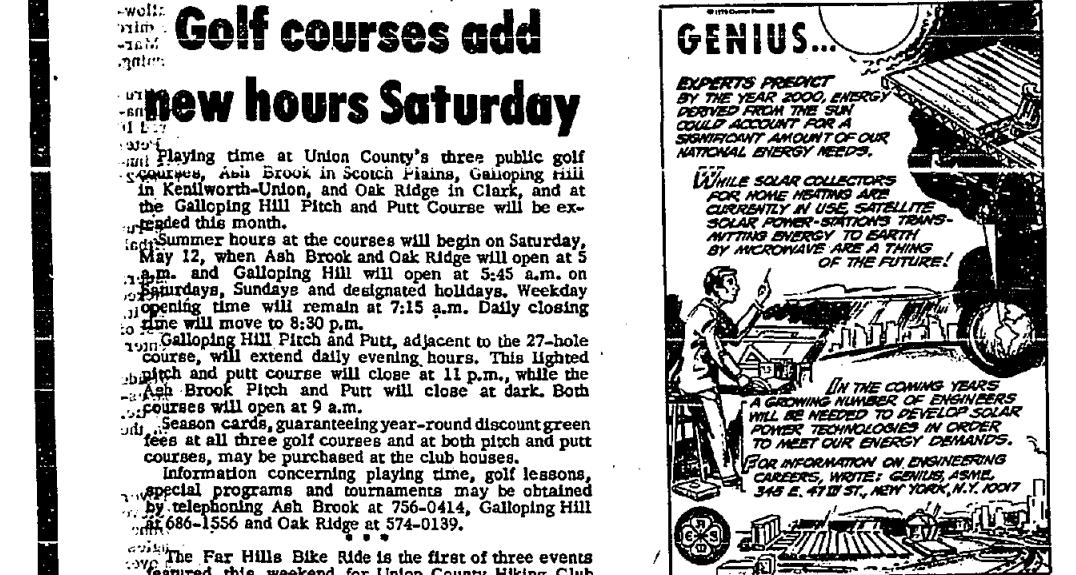 Golf courses add
new hours Saturday
Playing time at Union County's three public golf
courses, Ash Brook in Scotch Plains, Galloping Hill
in Kenilworth-Union, and Oak Ridge in Clark, and at
the Galloping Hill Pitch and Putt Course will be ex-
tended this month.
Summer hours at the courses will begin on Saturday,
May 12, when Ash Brook and Oak Ridge will open at 5
a.m. and Galloping Hill will open at 5:45 a.m. on
Saturdays, Sundays and designated holidays. Weekday
opening time will remain at 7:15 a.m. Daily closing
time will move to 8:30 p.m.
Galloping Hill Pitch and Putt, adjacent to the 27-hole
course, will extend daily evening hours. This lighted
pitch and putt course will close at 11 p.m., while the
Ash Brook Pitch and Putt will close at dark. Both
courses will open at 9 a.m.
Season cards, guaranteeing year-round discount green
fees at all three golf courses and at both pitch and putt
courses, may be purchased at the club houses.
Information concerning playing time, golf lessons,
special programs and tournaments may be obtained
by telephoning Ash Brook at 756-0414, Galloping Hill
at 686-1556 and Oak Ridge at 574-0139.
* * *
The Far Hills Bike Ride is the first of three events
featured this weekend for Union County Hiking Club
GENIUS...
EXPERTS PREDICT
BY THE YEAR 2000, ENERGY
DERIVED FROM THE SUN
COULD ACCOUNT FOR A
SIGNIFICANT AMOUNT OF OUR
NATIONAL ENERGY NEEDS.
WHILE SOLAR COLLECTORS
FOR HOME HEATING ARE
CURRENTLY IN USE, SATELLITE
SOLAR POWER-STATIONS TRANS-
MITTING ENERGY TO EARTH
BY MICROWAVE ARE A THING
OF THE FUTURE!
IN THE COMING YEARS
A GROWING NUMBER OF ENGINEERS
WILL BE NEEDED TO DEVELOP SOLAR
POWER TECHNOLOGIES IN ORDER
TO MEET OUR ENERGY DEMANDS.
FOR INFORMATION ON ENGINEERING
CAREERS, WRITE: GENIUS, ASME,
345 E. 47TH ST., NEW YORK, N.Y. 10017